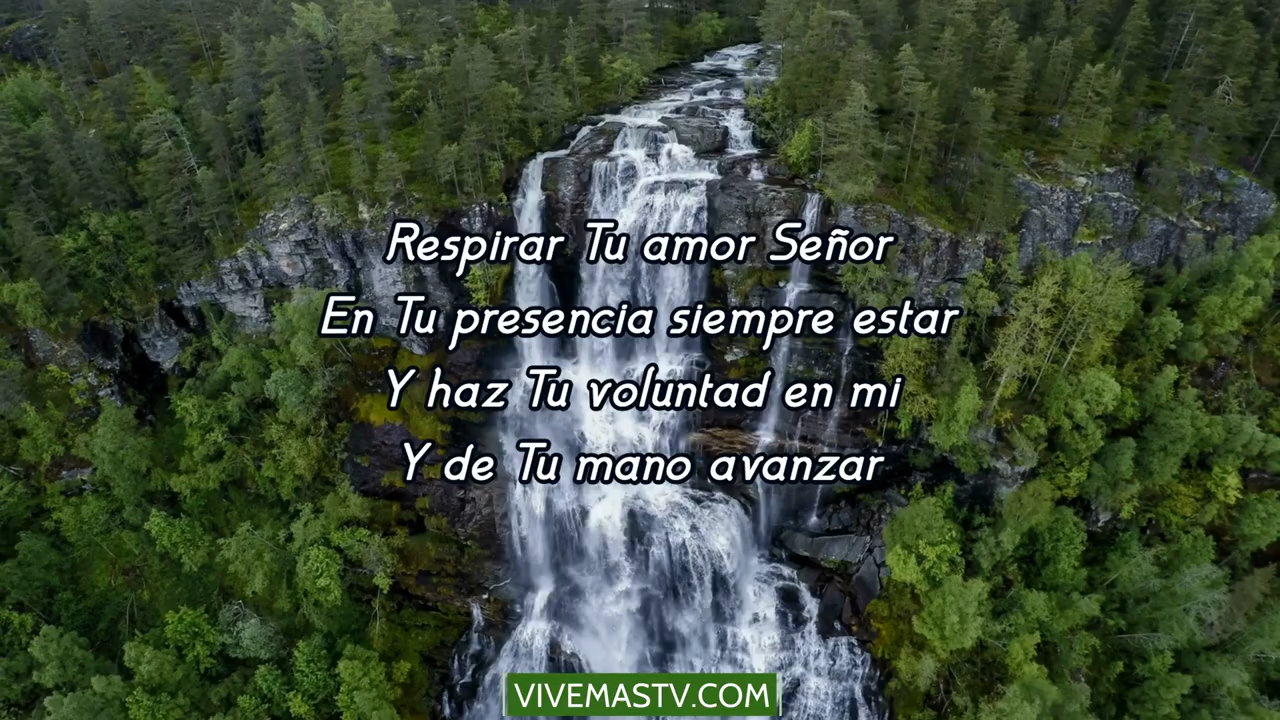 Respirar Tu amor Señor
En Tu presencia siempre estar
Y haz Tu voluntad en mi
Y de Tu mano avanzar
VIVEMASTV.COM